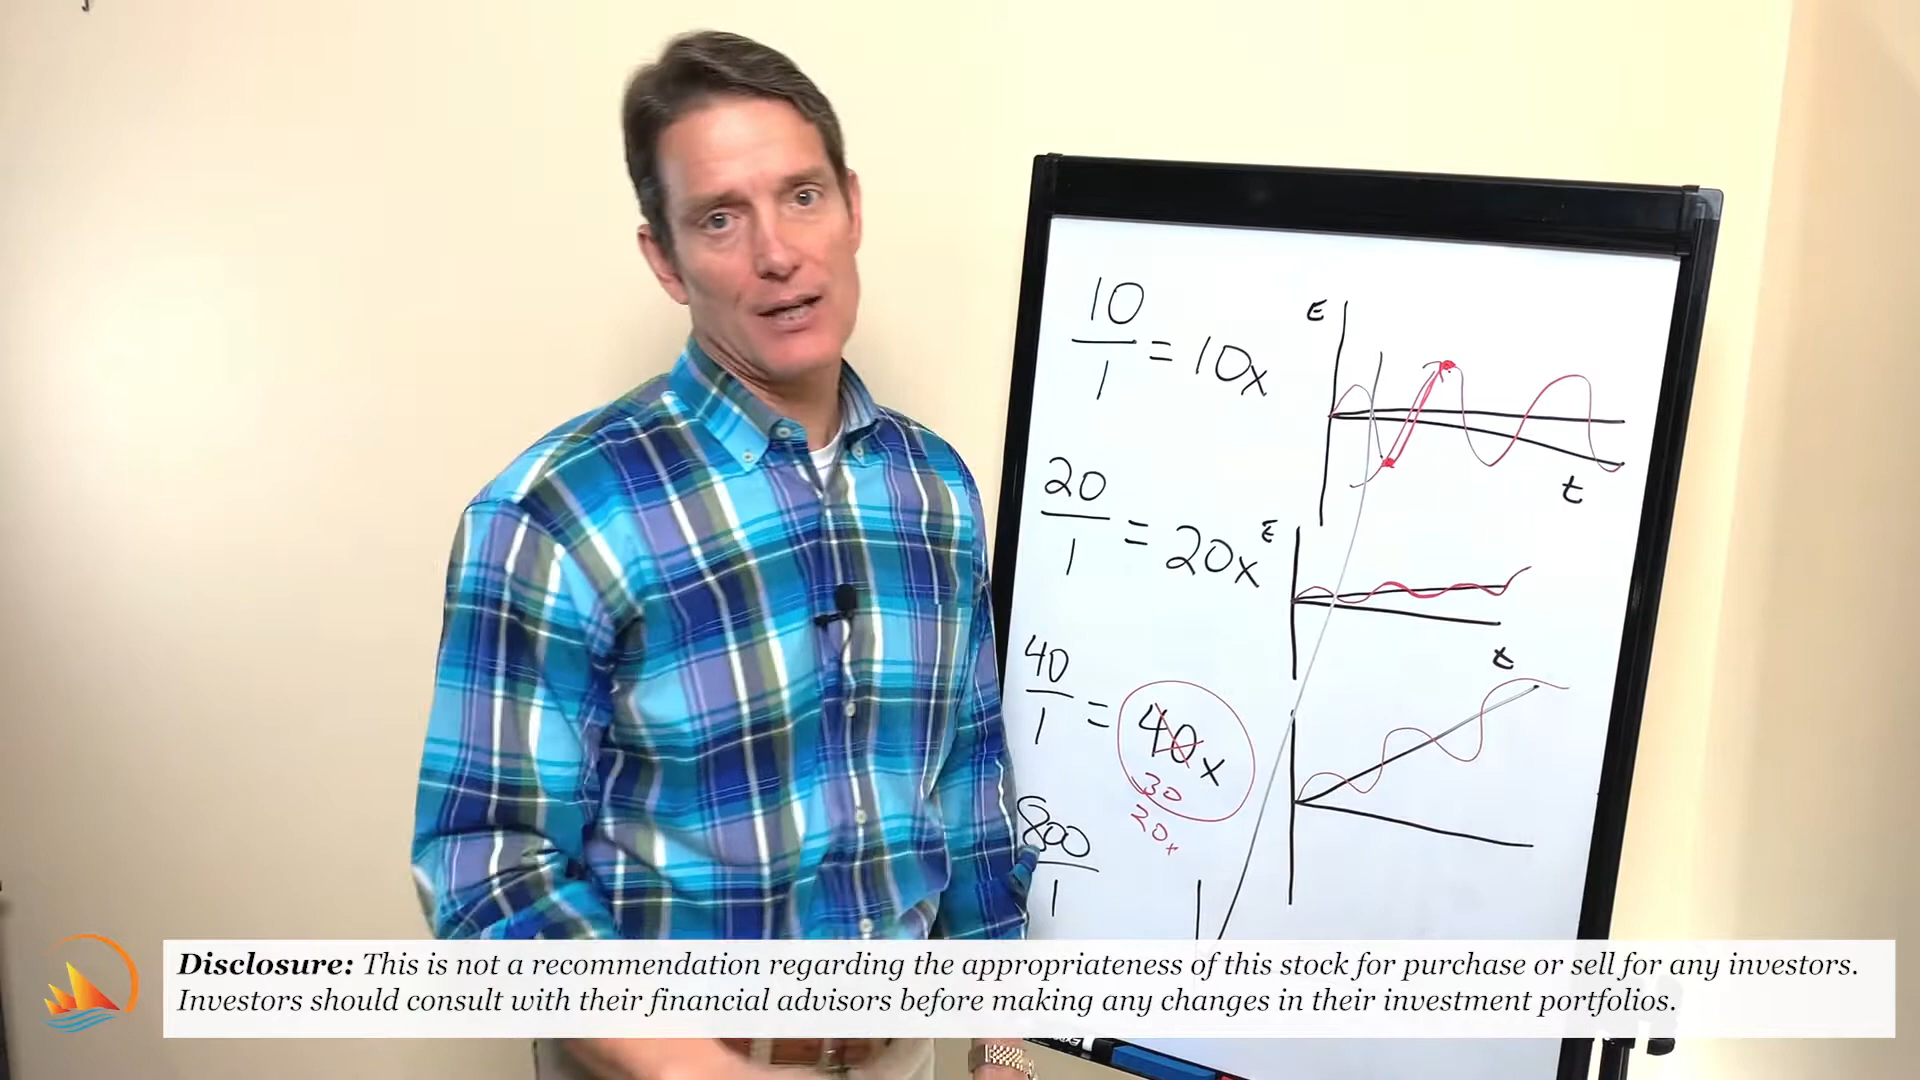 10
1
= 10x
20
1
= 20x
40
1
= 40x
30
20x
800
1
E
t
E
t
Disclosure: This is not a recommendation regarding the appropriateness of this stock for purchase or sell for any investors.
Investors should consult with their financial advisors before making any changes in their investment portfolios.